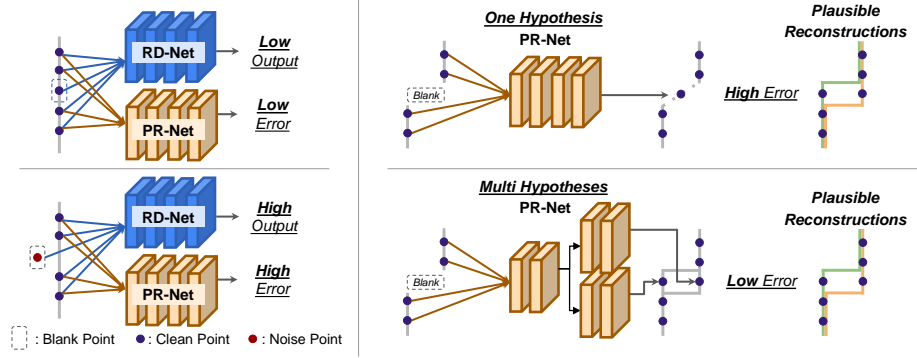 RD-Net
Low
Output
PR-Net
Low
Error
RD-Net
High
Output
PR-Net
High
Error
: Blank Point
: Clean Point
: Noise Point
One Hypothesis
PR-Net
Blank
High Error
Plausible
Reconstructions
Multi Hypotheses
PR-Net
Blank
Low Error
Plausible
Reconstructions